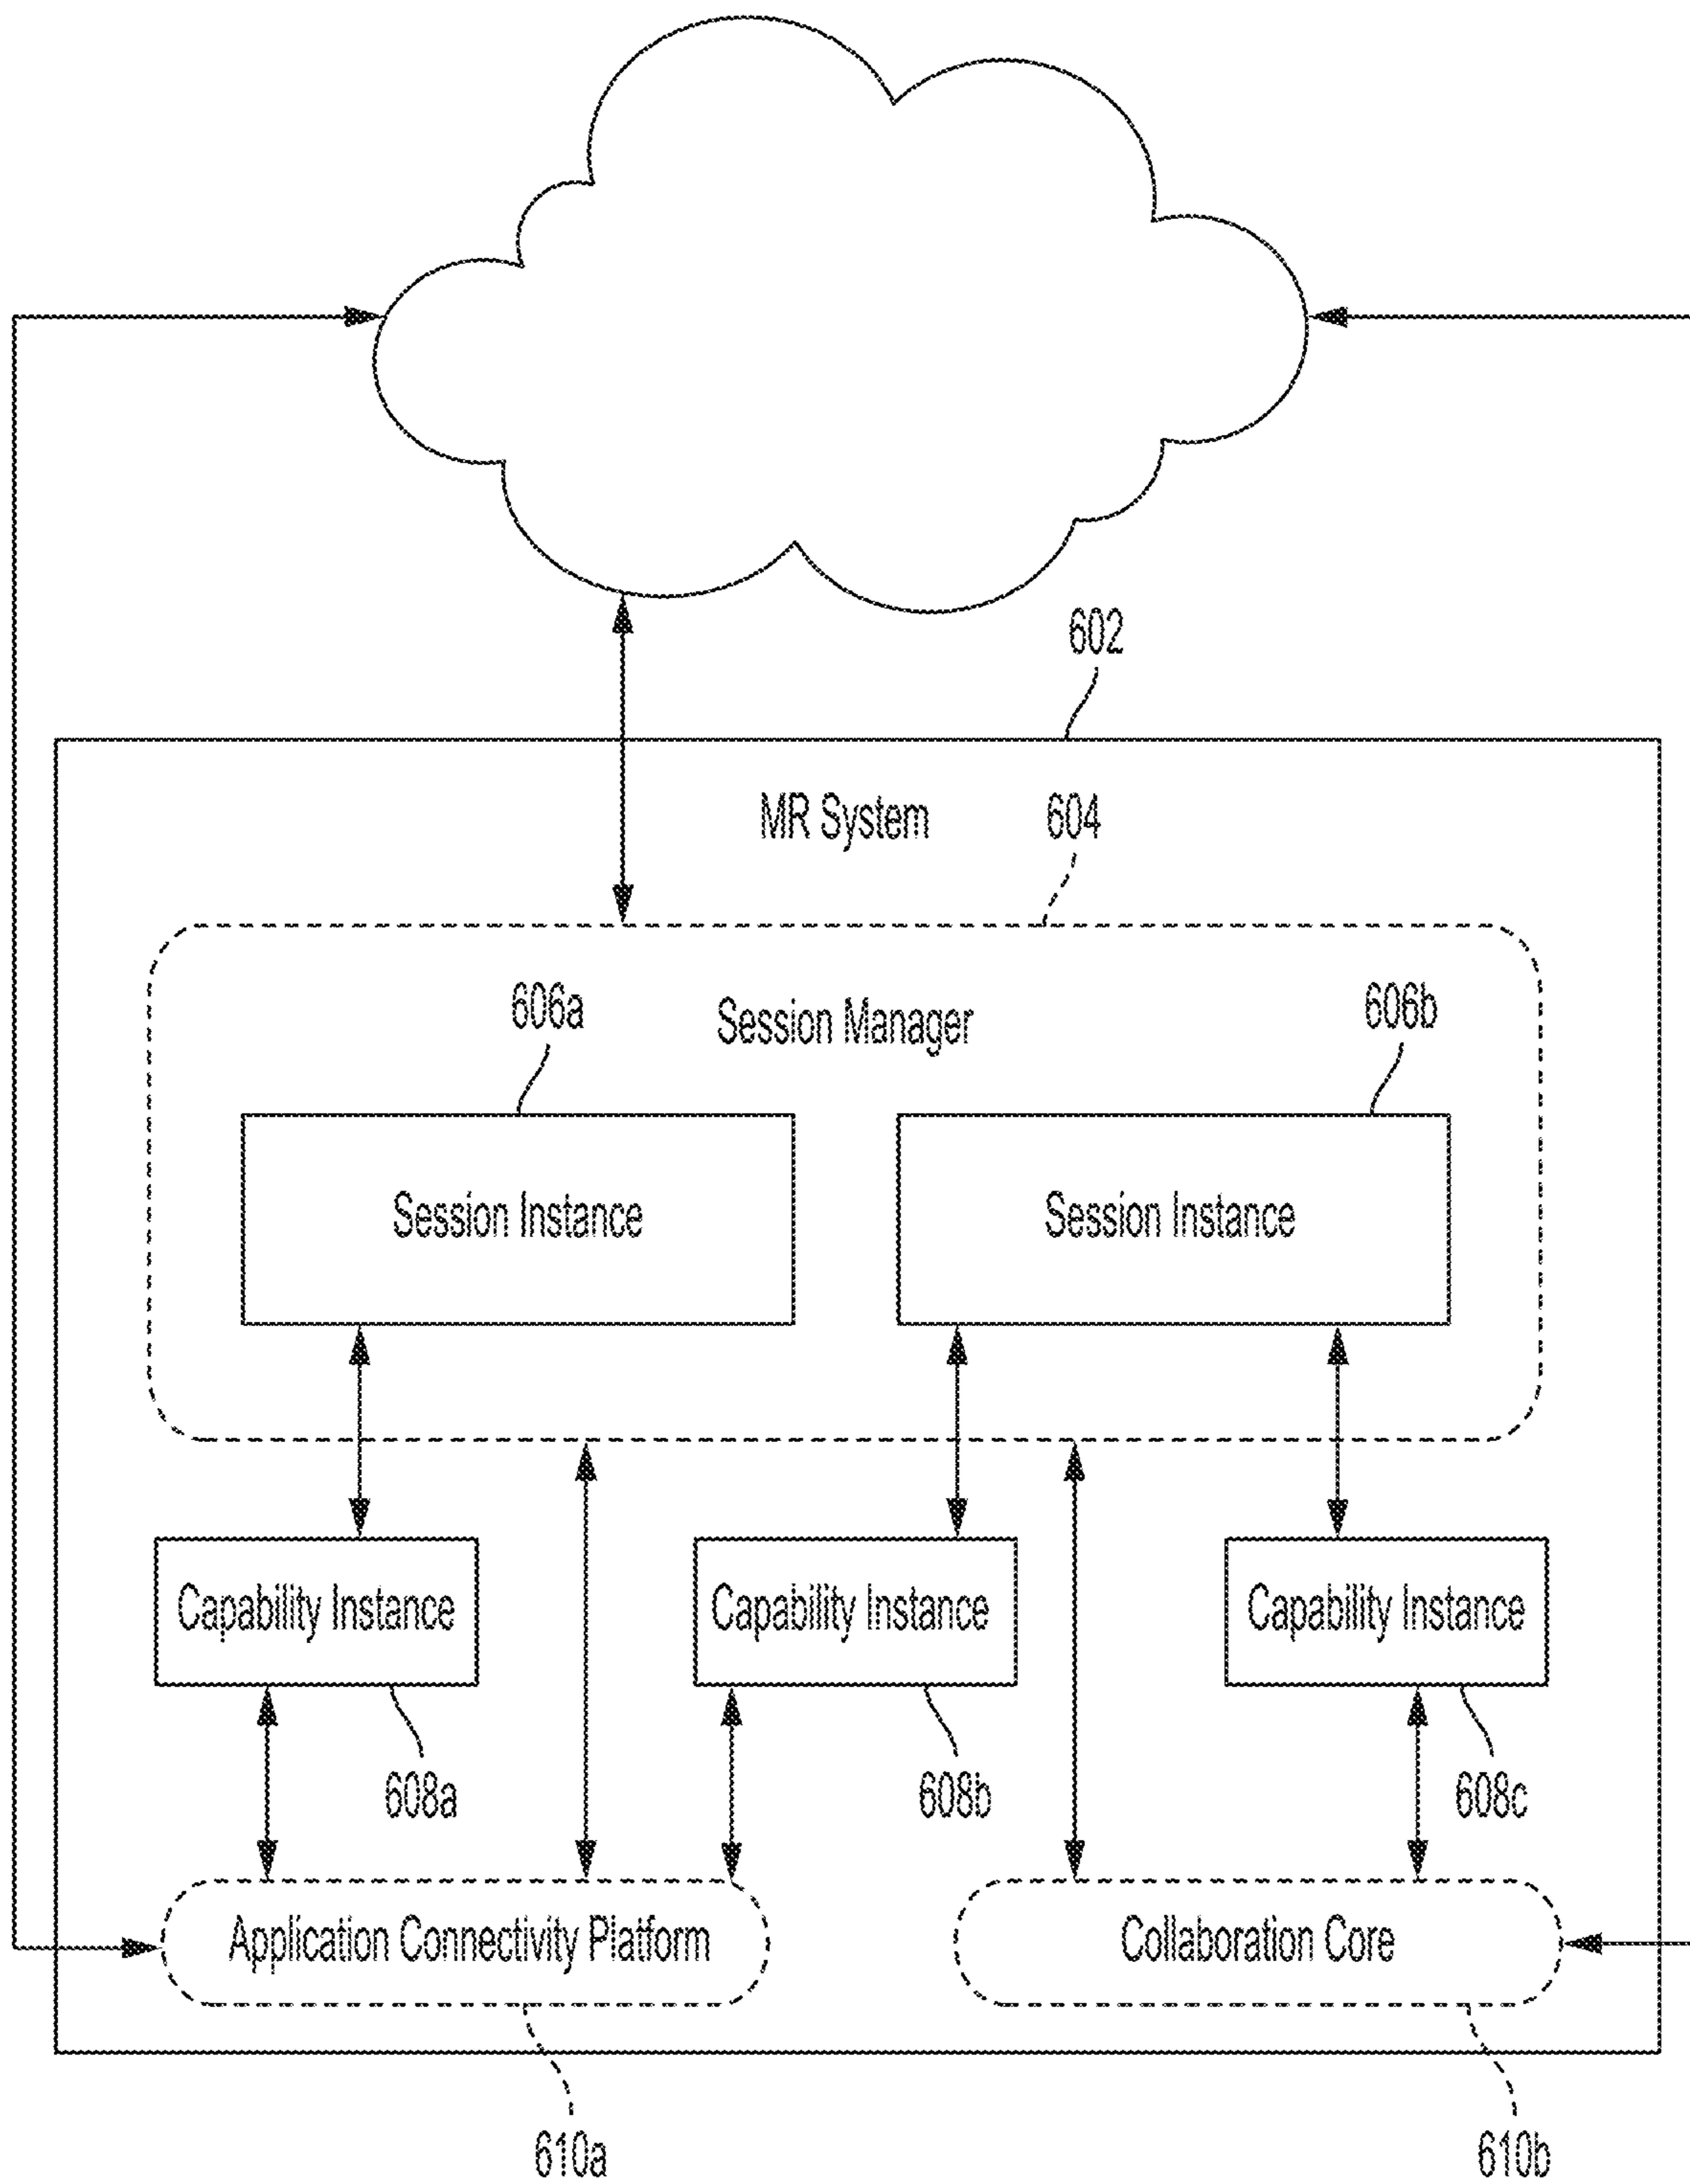 602
MR System
604
606a
Session Manager
606b
Session Instance
Session Instance
Capability Instance
Capability Instance
Capability Instance
608a
608b
608c
Application Connectivity Platform
Collaboration Core
610a
610b